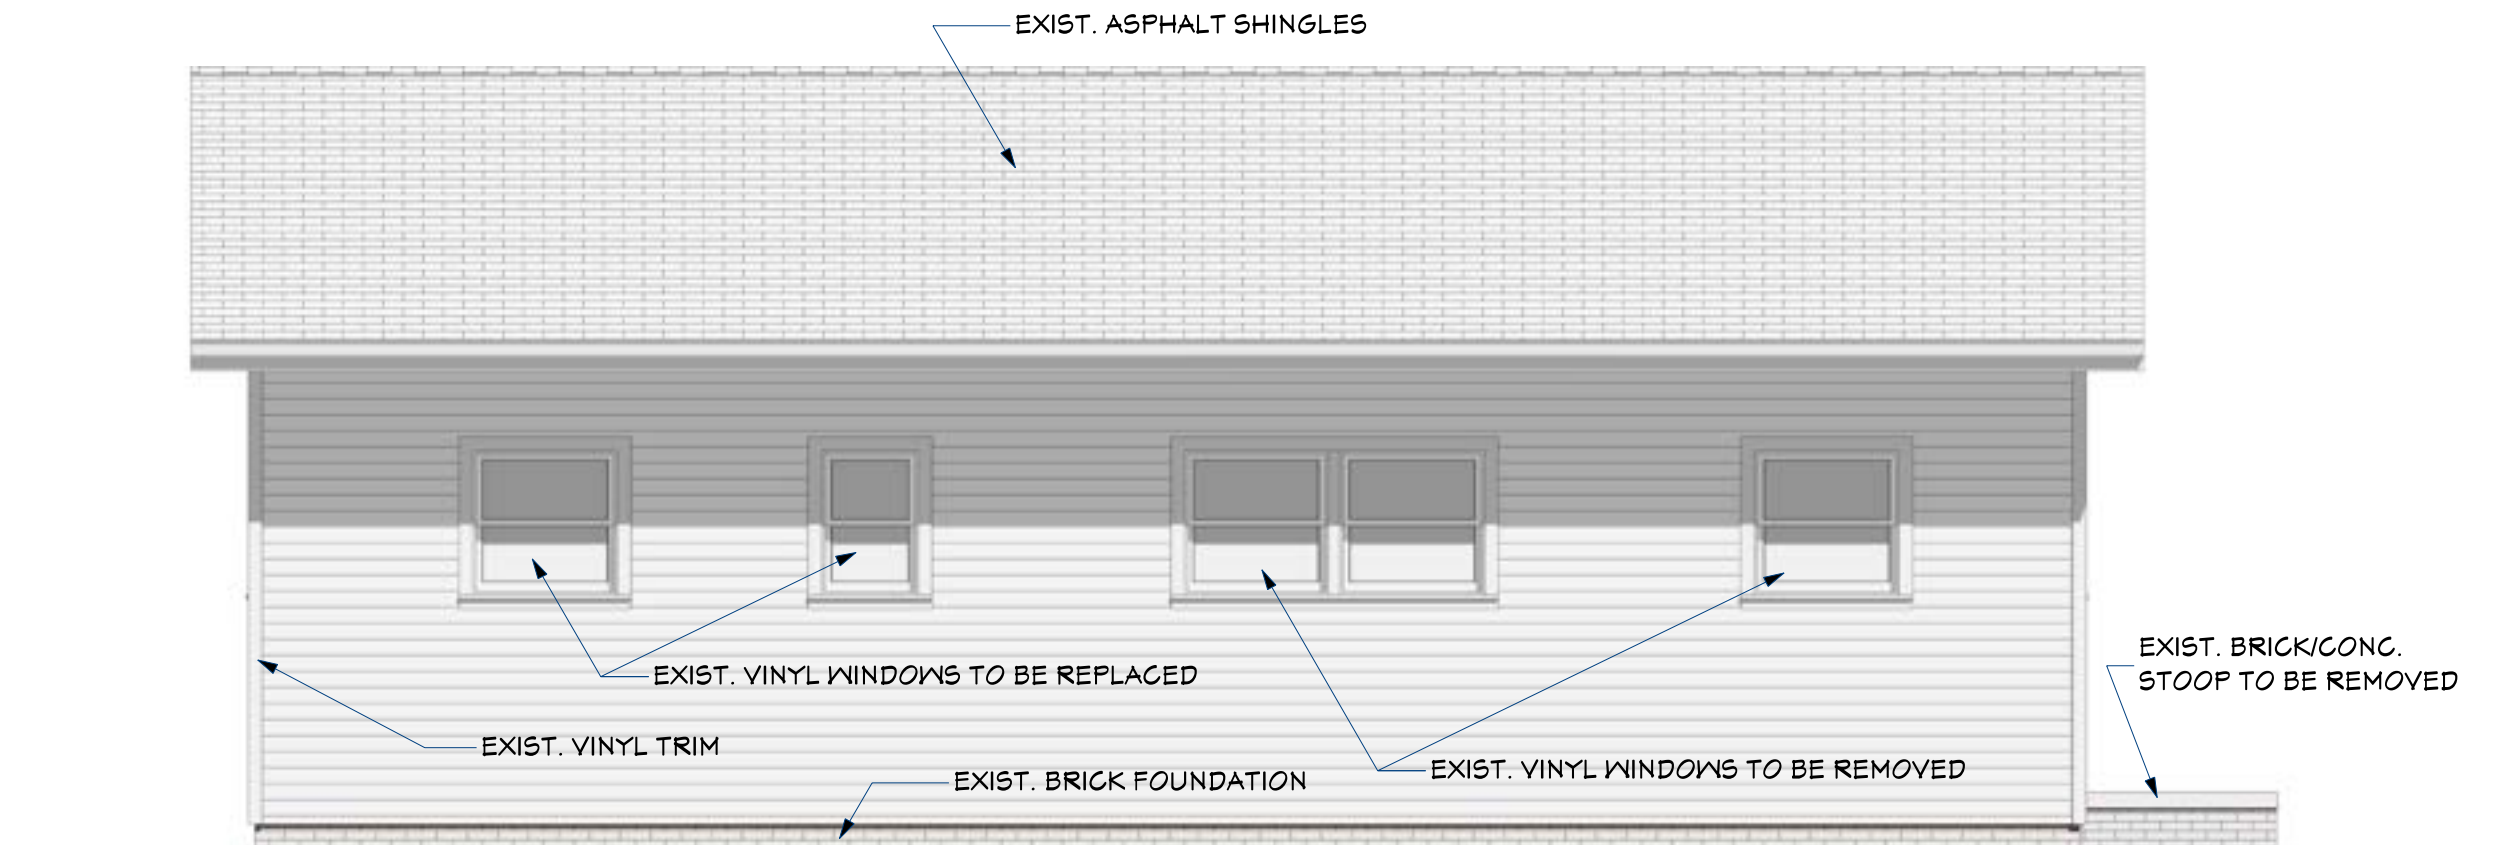 EXIST. ASPHALT SHINGLES
EXIST. BRICK/CONC.
STOOP TO BE REMOVED
EXIST. VINYL WINDOWS TO BE REPLACED
EXIST. VINYL TRIM
EXIST. VINYL WINDOWS TO BE REMOVED
EXIST. BRICK FOUNDATION